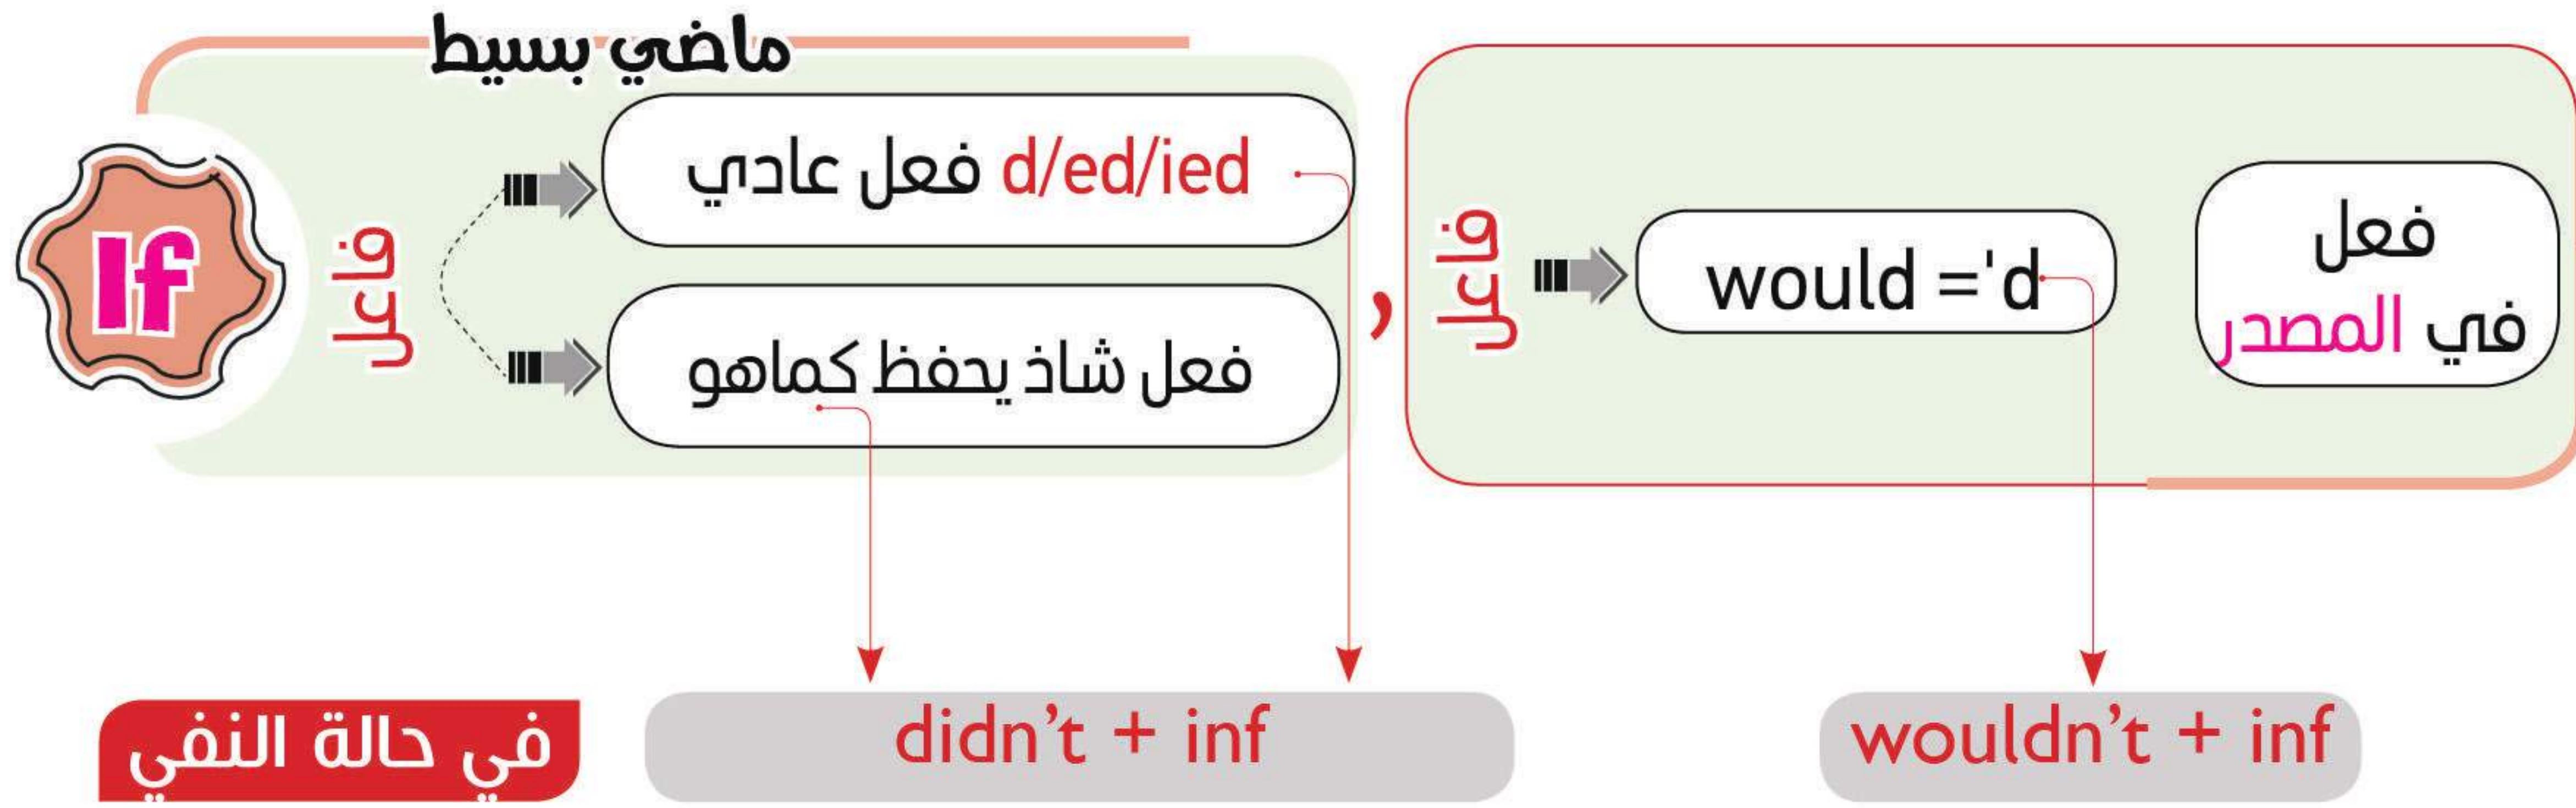 ماضي بسيط
If
فاعل
d/ed/ied فعل عادي
فعل شاذ يحفظ كماهو
,
فاعل
would ='d
فعل
في المصدر
في حالة النفي
didn't + inf
wouldn't + inf